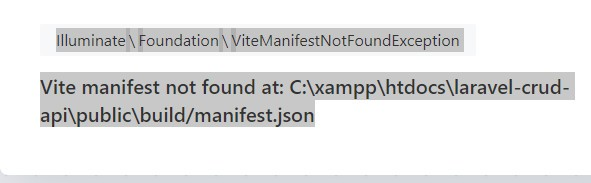 Illuminate\Foundation\ViteManifestNotFoundException
Vite manifest not found at: C:\xampp\htdocs\laravel-crud-
api\public\build/manifest.json